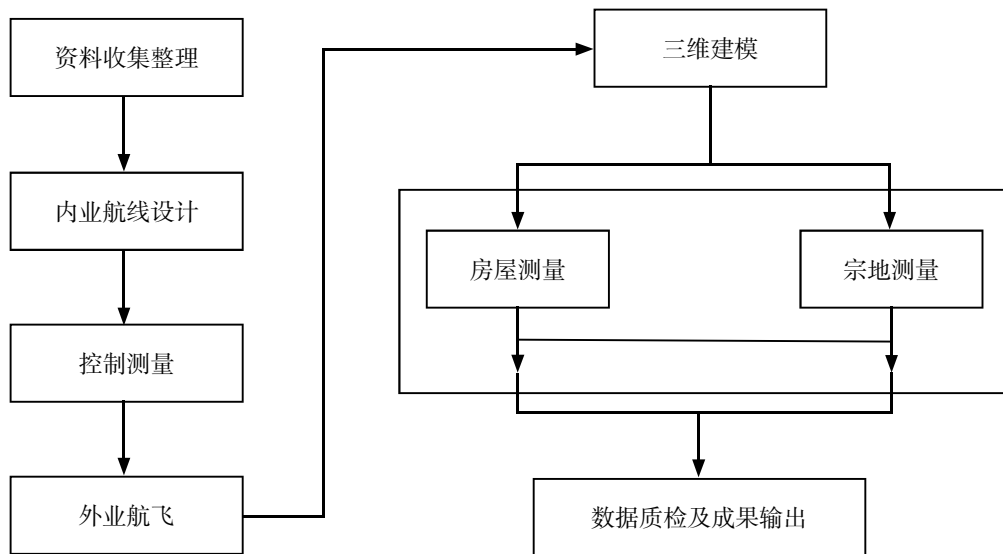 资料收集整理
内业航线设计
控制测量
外业航飞
三维建模
房屋测量
宗地测量
数据质检及成果输出